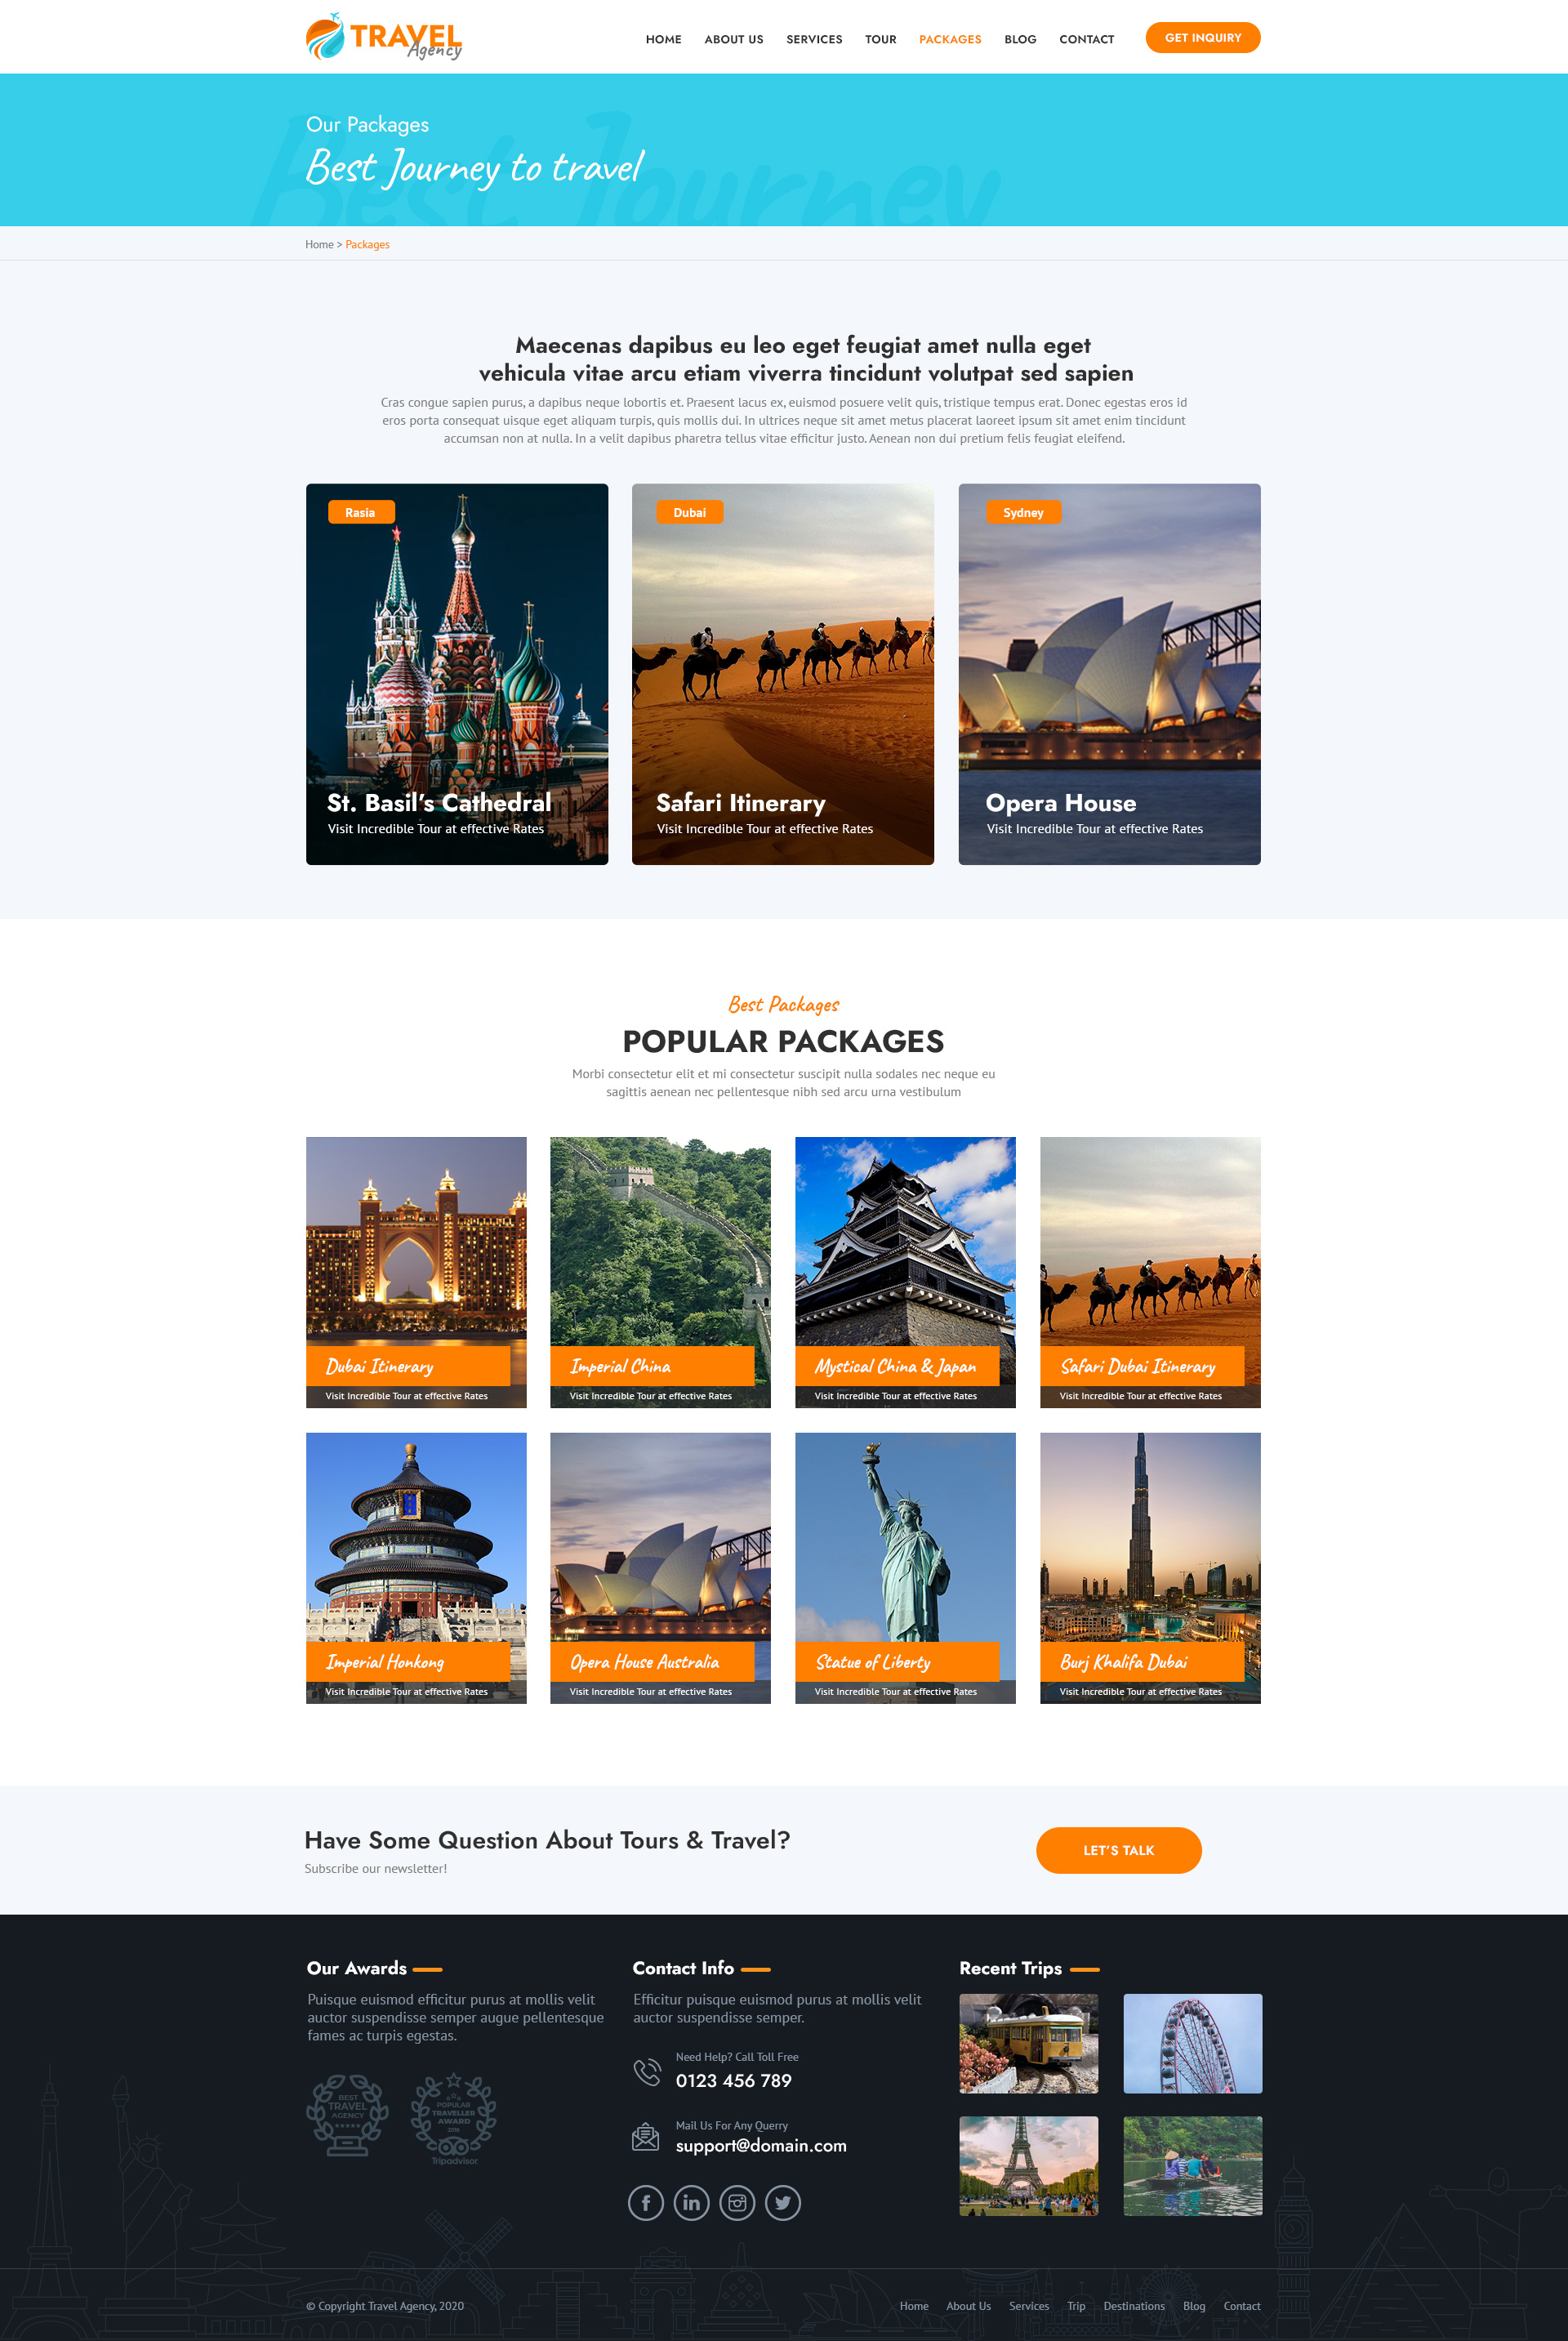 TRAVEL
Agency
HOME ABOUT US SERVICES TOUR PACKAGES BLOG CONTACT GET INQUIRY
Our Packages
Best Journey to travel
Best Journey
Home > Packages
Maecenas dapibus eu leo eget feugiat amet nulla eget
vehicula vitae arcu etiam viverra tincidunt volutpat sed sapien
Cras congue sapien purus, a dapibus neque lobortis et. Praesent lacus ex, euismod posuere velit quis, tristique tempus erat. Donec egestas eros id
eros porta consequat uisque eget aliquam turpis, quis mollis dui. In ultrices neque sit amet metus placerat laoreet ipsum sit amet enim tincidunt
accumsan non at nulla. In a velit dapibus pharetra tellus vitae efficitur justo. Aenean non dui pretium felis feugiat eleifend.
Rasia
St. Basil's Cathedral
Visit Incredible Tour at effective Rates
Dubai
Safari Itinerary
Visit Incredible Tour at effective Rates
Sydney
Opera House
Visit Incredible Tour at effective Rates
Best Packages
POPULAR PACKAGES
Morbi consectetur elit et mi consectetur suscipit nulla sodales nec neque eu
sagittis aenean nec pellentesque nibh sed arcu urna vestibulum
Dubai Itinerary
Visit Incredible Tour at effective Rates
Imperial China
Visit Incredible Tour at effective Rates
Mystical China & Japan
Visit Incredible Tour at effective Rates
Safari Dubai Itinerary
Visit Incredible Tour at effective Rates
Imperial Honkong
Visit Incredible Tour at effective Rates
Opera House Australia
Visit Incredible Tour at effective Rates
Statue of Liberty
Visit Incredible Tour at effective Rates
Burj Khalifa Dubai
Visit Incredible Tour at effective Rates
Have Some Question About Tours & Travel?
Subscribe our newsletter!
LET'S TALK
Our Awards
Puisque euismod efficitur purus at mollis velit
auctor suspendisse semper augue pellentesque
fames ac turpis egestas.
BEST
TRAVEL
AGENCY
POPULAR
TRAVELLER
AWARD
Tripadvisor
Contact Info
Efficitur puisque euismod purus at mollis velit
auctor suspendisse semper.
Need Help? Call Toll Free
0123 456 789
Mail Us For Any Querry
support@domain.com
Recent Trips
© Copyright Travel Agency, 2020
Home About Us Services Trip Destinations Blog Contact